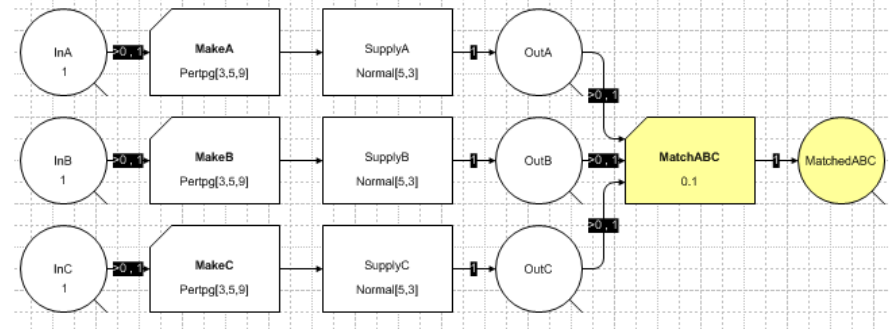 InA
1
>0, 1
MakeA
Pertpg[3,5,9]
SupplyA
Normal[5,3]
1
OutA
>0, 1
InB
1
>0, 1
MakeB
Pertpg[3,5,9]
SupplyB
Normal[5,3]
1
OutB
>0, 1
MatchABC
0.1
1
MatchedABC
InC
1
>0, 1
MakeC
Pertpg[3,5,9]
SupplyC
Normal[5,3]
1
OutC
>0, 1